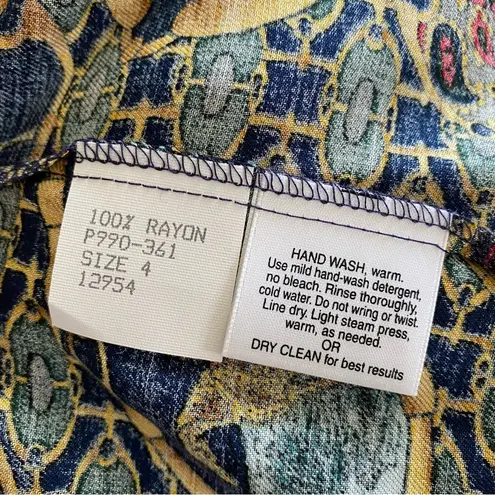 100% RAYON
P990-361
SIZE 4
12954
HAND WASH, warm.
Use mild hand-wash detergent,
no bleach. Rinse thoroughly,
cold water. Do not wring or twist.
Line dry. Light steam press,
warm, as needed.
OR
DRY CLEAN for best results